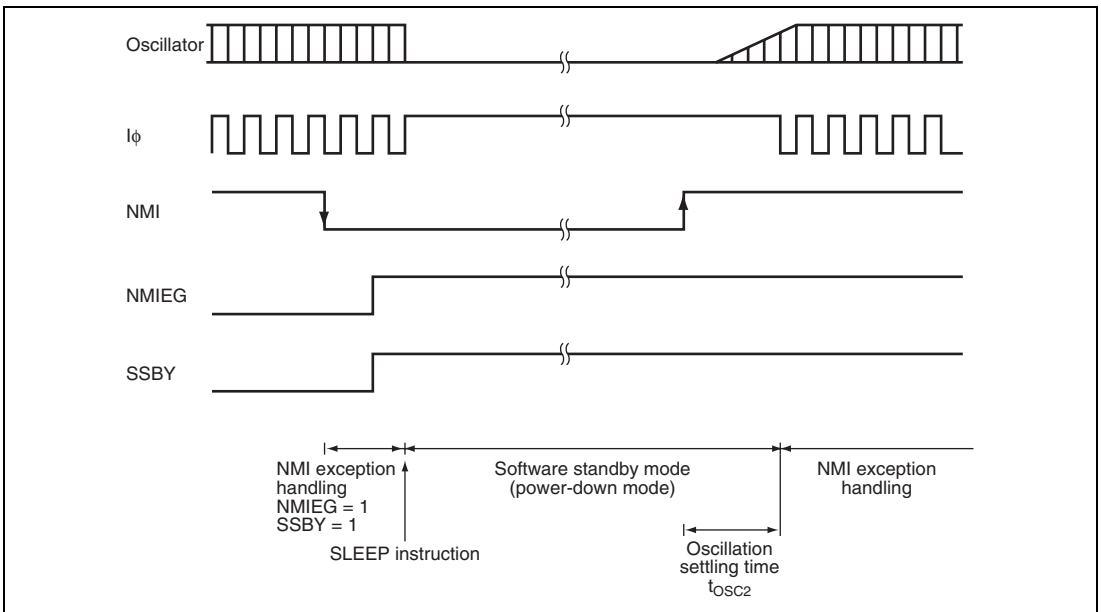 Oscillator
Iϕ
NMI
NMIEG
SSBY
NMI exception
handling
NMIEG = 1
SSBY = 1
SLEEP instruction
Software standby mode
(power-down mode)
NMI exception
handling
Oscillation
settling time
tOSC2